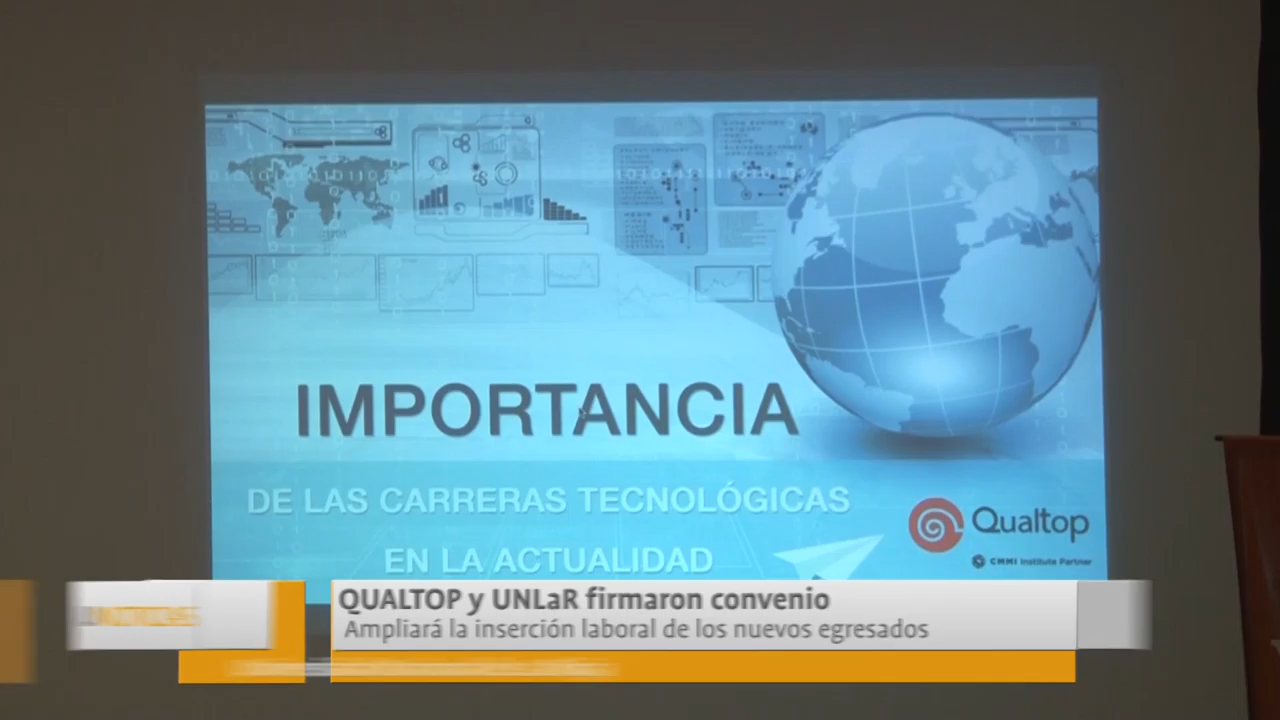 IMPORTANCIA
DE LAS CARRERAS TECNOLÓGICAS
EN LA ACTUALIDAD
Qualtop
CMMI Institute Partner
QUALTOP y UNLaR firmaron convenio
Ampliará la inserción laboral de los nuevos egresados